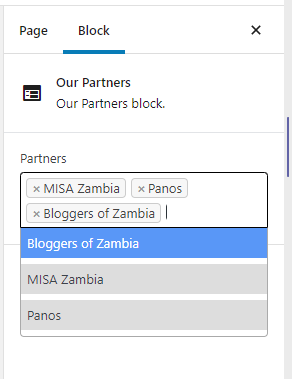 Page Block ×
Our Partners
Our Partners block.
Partners
× MISA Zambia × Panos
× Bloggers of Zambia
Bloggers of Zambia
MISA Zambia
Panos